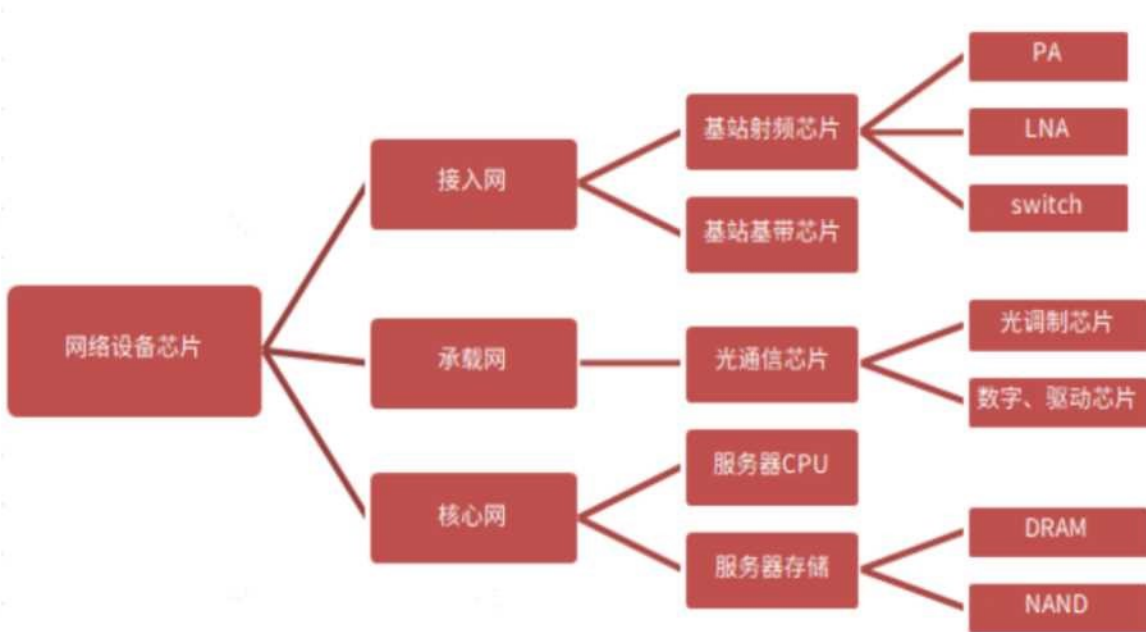 网络设备芯片
接入网
基站射频芯片
PA
LNA
switch
基站基带芯片
承载网
光通信芯片
光调制芯片
数字、驱动芯片
核心网
服务器CPU
服务器存储
DRAM
NAND